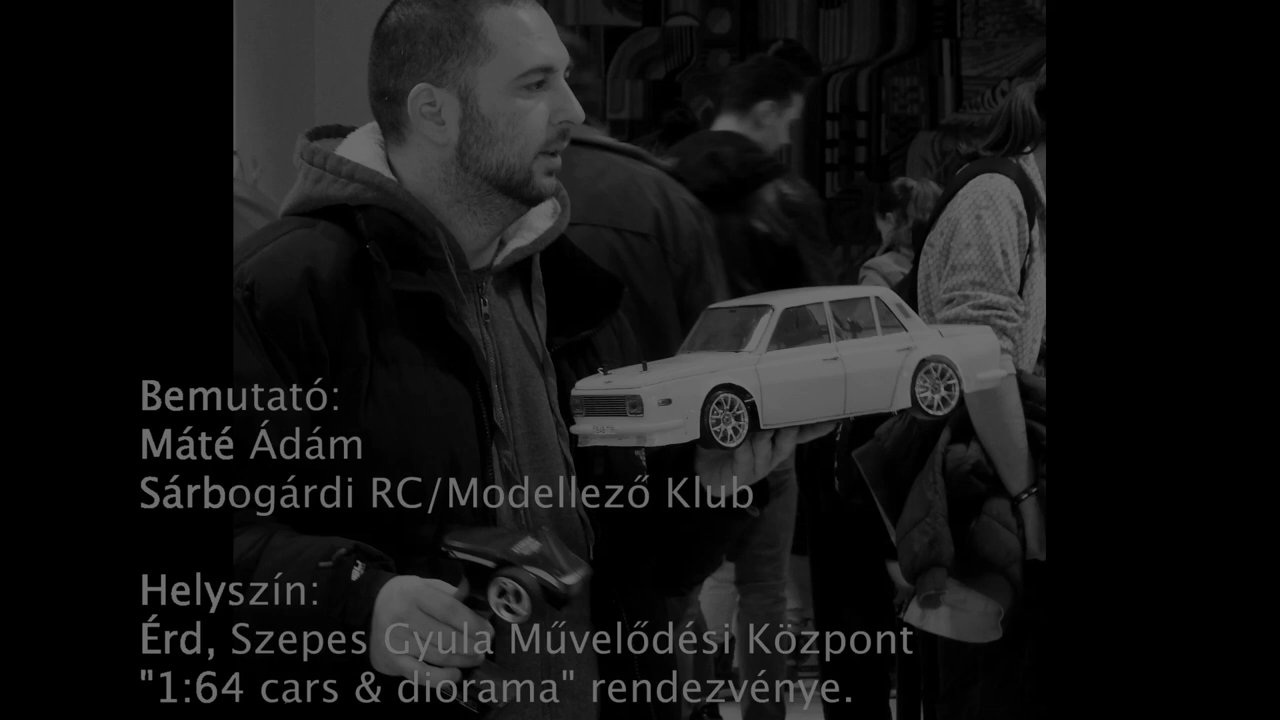 Bemutató:
Máté Ádám
Sárbogárdi RC/Modellező Klub
Helyszín:
Érd, Szepes Gyula Művelődési Központ
"1:64 cars & diorama" rendezvénye.